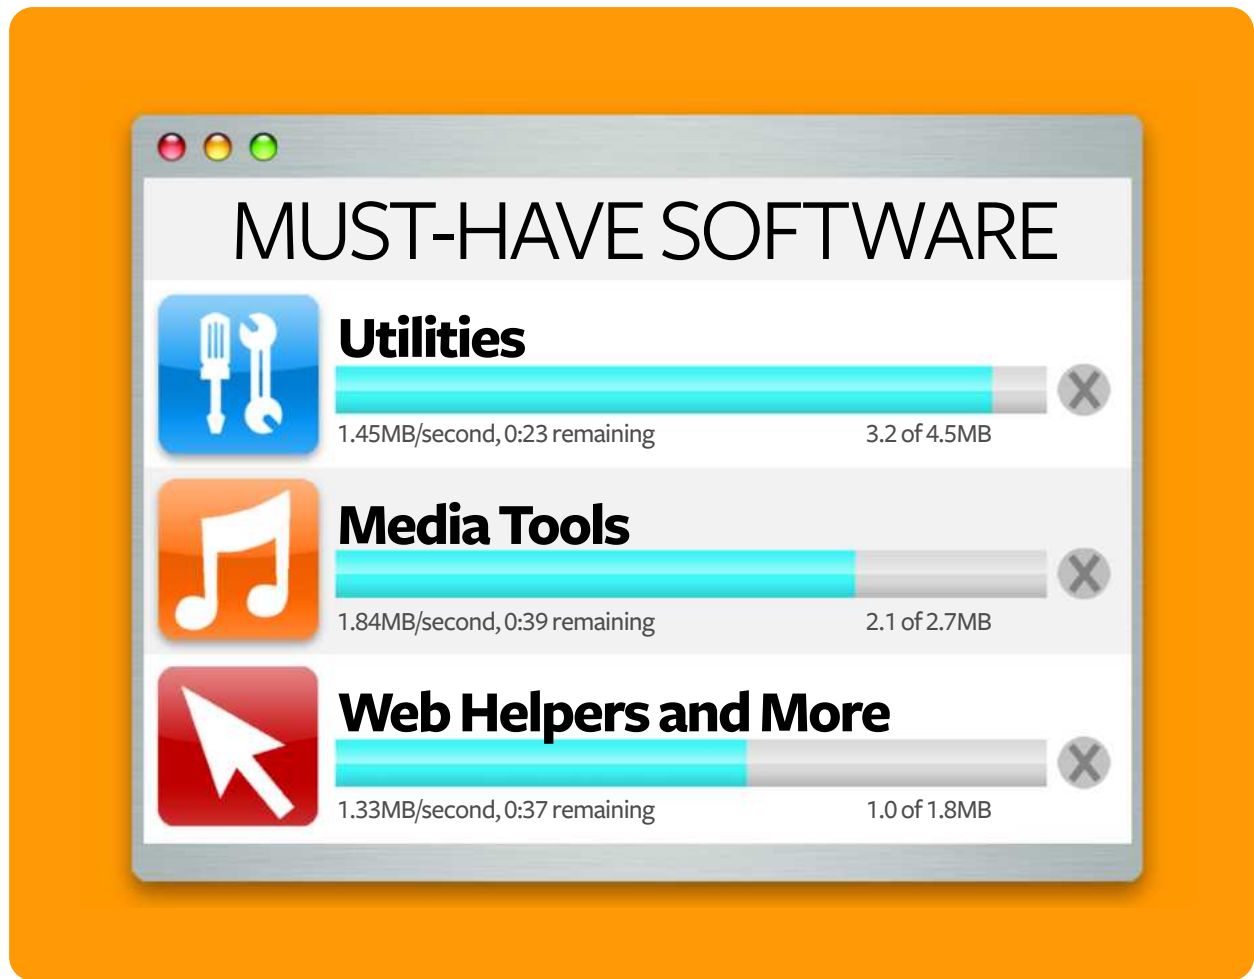 MUST-HAVE SOFTWARE
Utilities
1.45MB/second, 0:23 remaining 3.2 of 4.5MB
Media Tools
1.84MB/second, 0:39 remaining 2.1 of 2.7MB
Web Helpers and More
1.33MB/second, 0:37 remaining 1.0 of 1.8MB